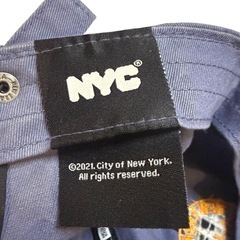 NYC®
©2021. City of New York.
All rights reserved.